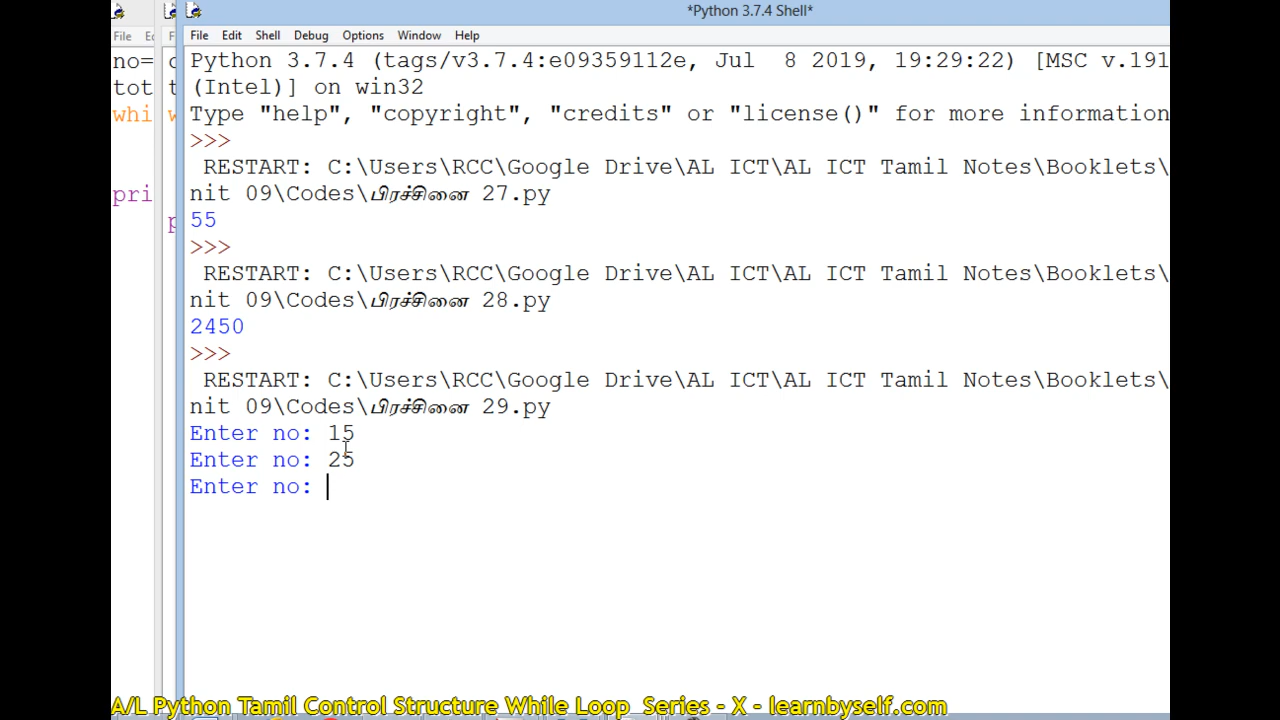 *Python 3.7.4 Shell*
File
File Edit Shell Debug Options Window Help
no=
tot
whi
pri
Python 3.7.4 (tags/v3.7.4:e09359112e, Jul 8 2019, 19:29:22) [MSC v.191
(Intel)] on win32
Type "help", "copyright", "credits" or "license()" for more information
>>>
RESTART: C:\Users\RCC\Google Drive\AL ICT\AL ICT Tamil Notes\Booklets\
nit 09\Codes\பிரச்சினை 27.py
55
>>>
RESTART: C:\Users\RCC\Google Drive\AL ICT\AL ICT Tamil Notes\Booklets\
nit 09\Codes\பிரச்சினை 28.py
2450
>>>
RESTART: C:\Users\RCC\Google Drive\AL ICT\AL ICT Tamil Notes\Booklets\
nit 09\Codes\பிரச்சினை 29.py
Enter no: 15
Enter no: 25
Enter no:
A/L Python Tamil Control Structure While Loop Series - X - learnbyself.com